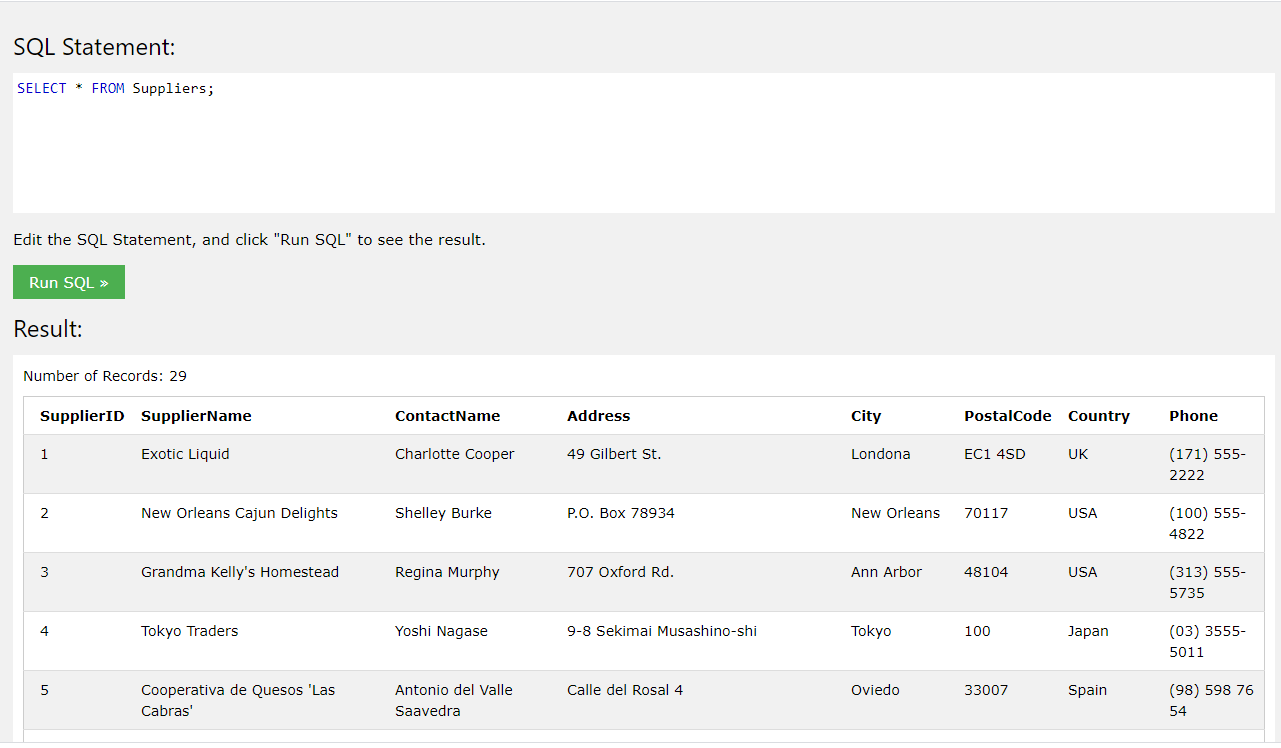 SQL Statement:
SELECT * FROM Suppliers;
Edit the SQL Statement, and click "Run SQL" to see the result.
Run SQL »
Result:
Number of Records: 29
SupplierID SupplierName ContactName Address City PostalCode Country Phone
1 Exotic Liquid Charlotte Cooper 49 Gilbert St. Londona EC1 4SD UK (171) 555-
2222
2 New Orleans Cajun Delights Shelley Burke P.O. Box 78934 New Orleans 70117 USA (100) 555-
4822
3 Grandma Kelly's Homestead Regina Murphy 707 Oxford Rd. Ann Arbor 48104 USA (313) 555-
5735
4 Tokyo Traders Yoshi Nagase 9-8 Sekimai Musashino-shi Tokyo 100 Japan (03) 3555-
5011
5 Cooperativa de Quesos 'Las Antonio del Valle Calle del Rosal 4 Oviedo 33007 Spain (98) 598 76
Cabras' Saavedra 54